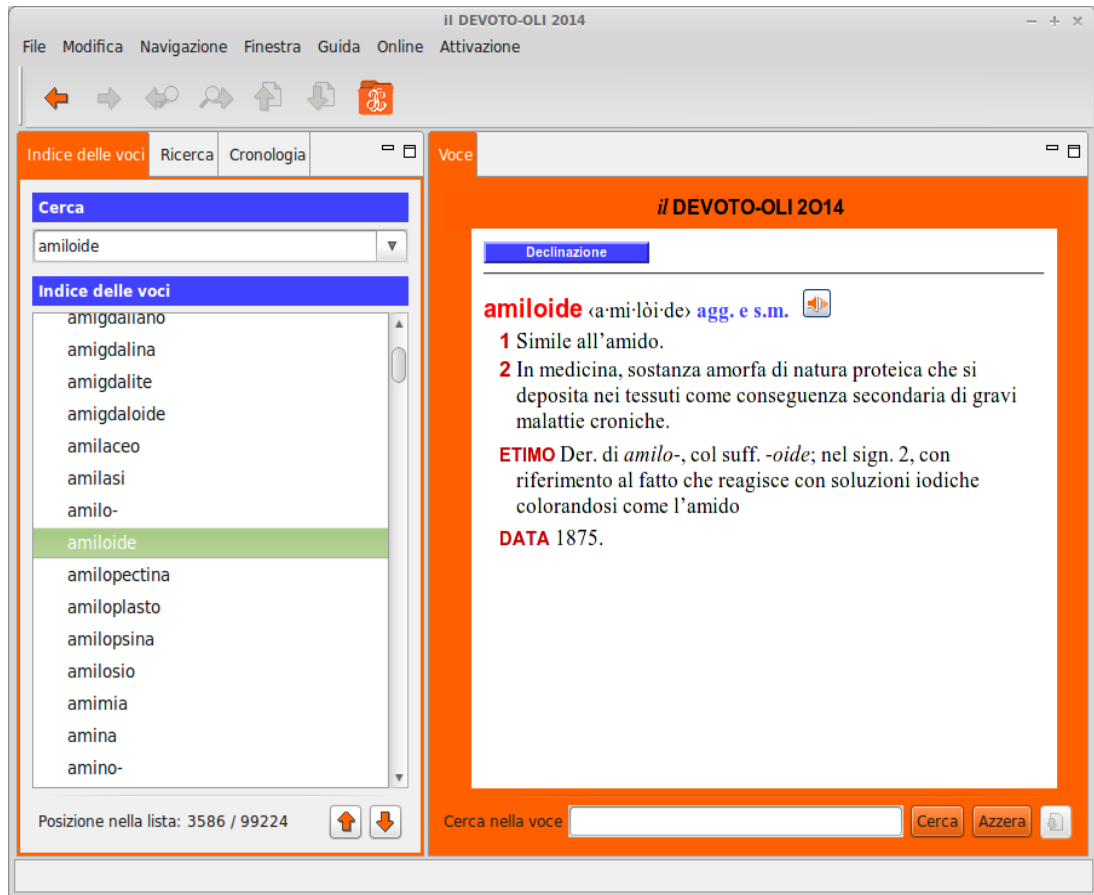 il DEVOTO-OLI 2014
File Modifica Navigazione Finestra Guida Online Attivazione
Indice delle voci Ricerca Cronologia
Cerca
amiloide
Indice delle voci
amigdaliano
amigdalina
amigdalite
amigdaloide
amilaceo
amilasi
amilo-
amiloide
amilopectina
amiloplasto
amilopsina
amilosio
amimia
amina
amino-
Posizione nella lista: 3586 / 99224
Voce
il DEVOTO-OLI 2014
Declinazione
amiloide ‹a·mi·lòi·de› agg. e s.m.
1 Simile all’amido.
2 In medicina, sostanza amorfa di natura proteica che si
deposita nei tessuti come conseguenza secondaria di gravi
malattie croniche.
ETIMO Der. di amilo-, col suff. -oide; nel sign. 2, con
riferimento al fatto che reagisce con soluzioni iodiche
colorandosi come l’amido
DATA 1875.
Cerca nella voce Cerca Azzera